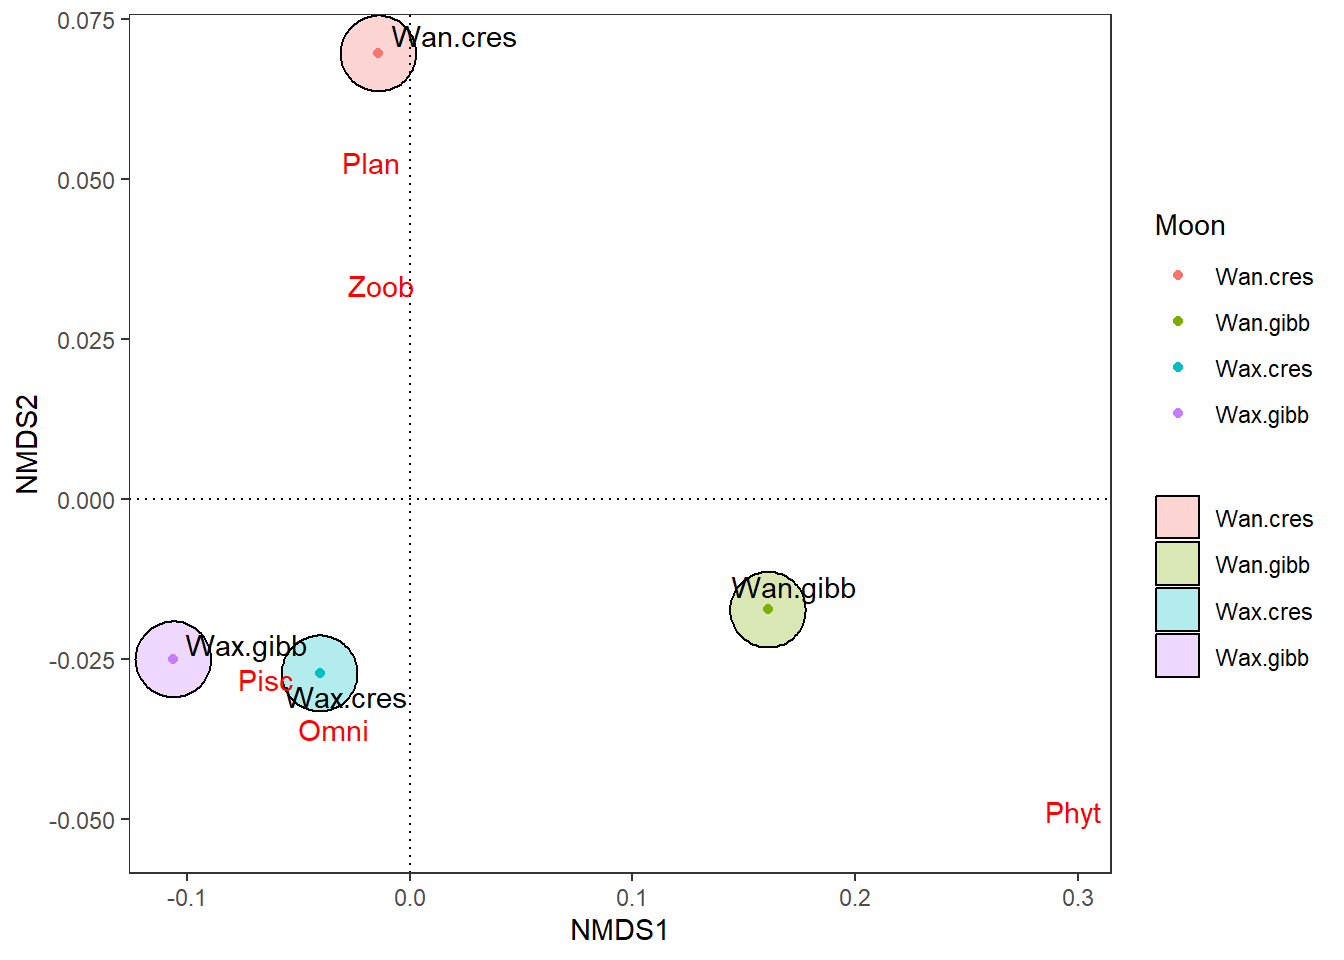 0.075
0.050
0.025
0.000
-0.025
-0.050
NMDS2
Wan.cres
Plan
Zoob
Wan.gibb
Wax.gibb
Pisc
Wax.cres
Omni
Phyt
-0.1
0.0
0.1
0.2
0.3
NMDS1
Moon
Wan.cres
Wan.gibb
Wax.cres
Wax.gibb
Wan.cres
Wan.gibb
Wax.cres
Wax.gibb